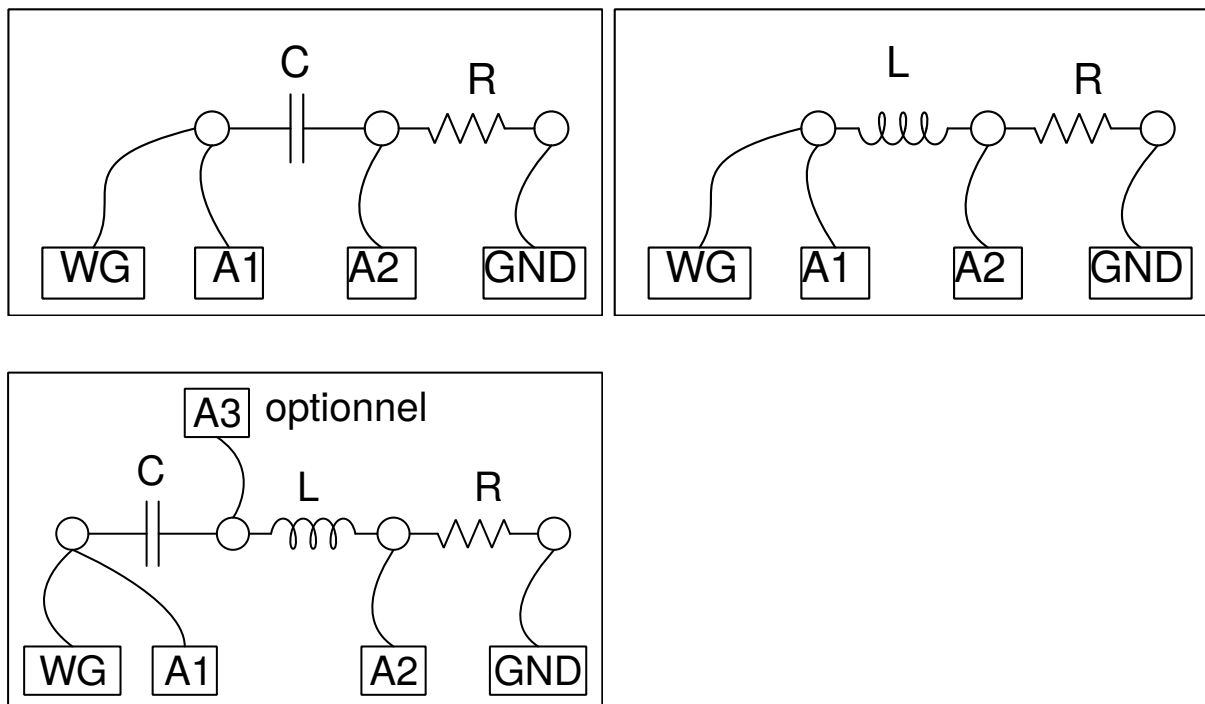 C R
WG A1 A2 GND
L R
WG A1 A2 GND
A3 optionnel
C L R
WG A1 A2 GND